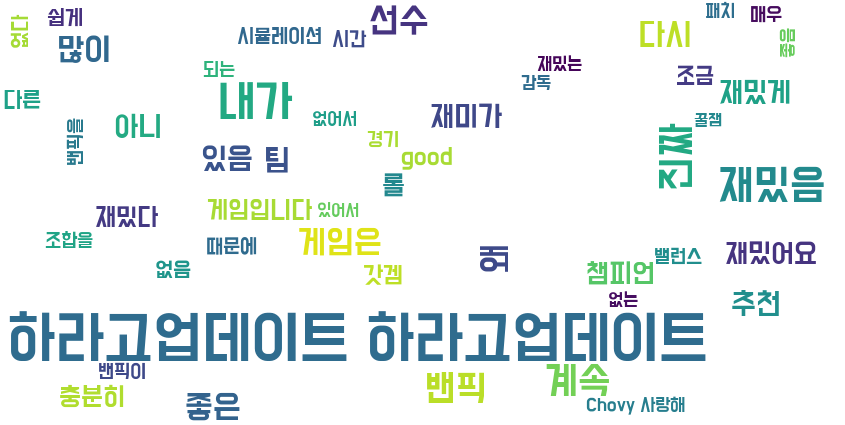 없다
쉽게
많이
시뮬레이션
시간
선수
다시
패치
매우
좋음
되는
재밌는
감독
조금
재밌게
다른
아니
내가
없어서
재미가
꿀잼
밴픽을
있음
팀
경기
good
롤
진짜
재밌음
재밌다
게임입니다
있어서
조합을
때문에
게임은
없음
갓겜
챔피언
밸런스
재밌어요
없는
추천
하라고업데이트 하라고업데이트
밴픽이
충분히
좋은
밴픽
계속
Chovy 사랑해